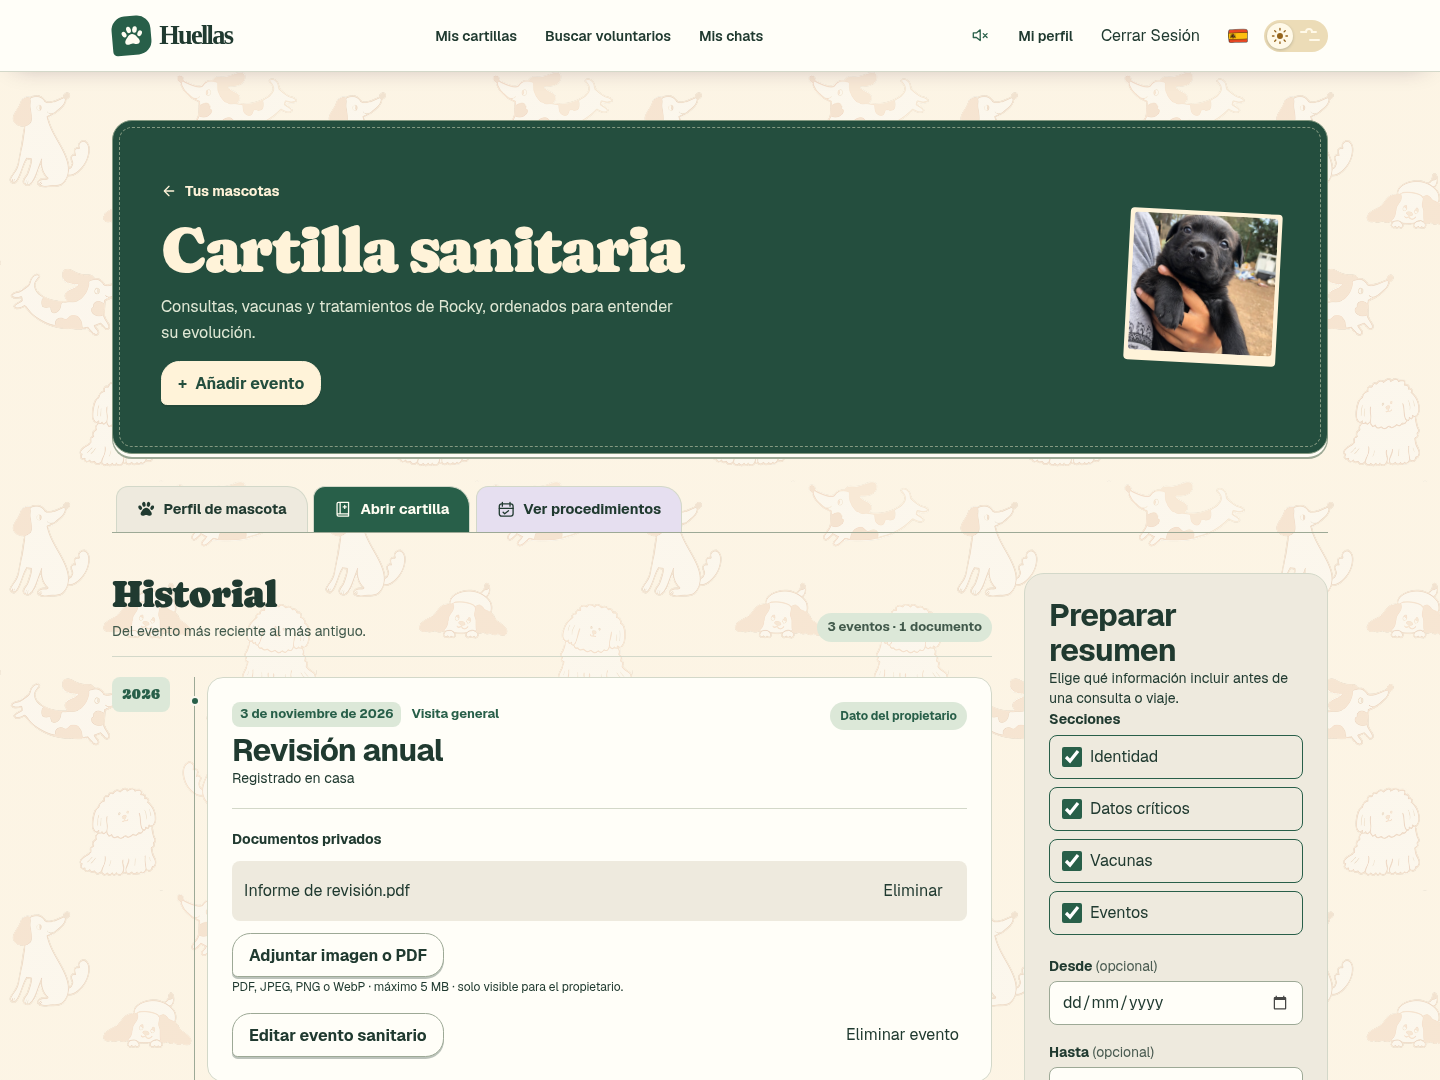 Huellas
Mis cartillas
Buscar voluntarios
Mis chats
Mi perfil
Cerrar Sesión
Tus mascotas
Cartilla sanitaria
Consultas, vacunas y tratamientos de Rocky, ordenados para entender
su evolución.
+ Añadir evento
Perfil de mascota
Abrir cartilla
Ver procedimientos
Historial
Del evento más reciente al más antiguo.
3 eventos · 1 documento
2026
3 de noviembre de 2026
Visita general
Dato del propietario
Revisión anual
Registrado en casa
Documentos privados
Informe de revisión.pdf
Eliminar
Adjuntar imagen o PDF
PDF, JPEG, PNG o WebP · máximo 5 MB · solo visible para el propietario.
Editar evento sanitario
Eliminar evento
Preparar
resumen
Elige qué información incluir antes de
una consulta o viaje.
Secciones
Identidad
Datos críticos
Vacunas
Eventos
Desde (opcional)
dd/mm/yyyy
Hasta (opcional)